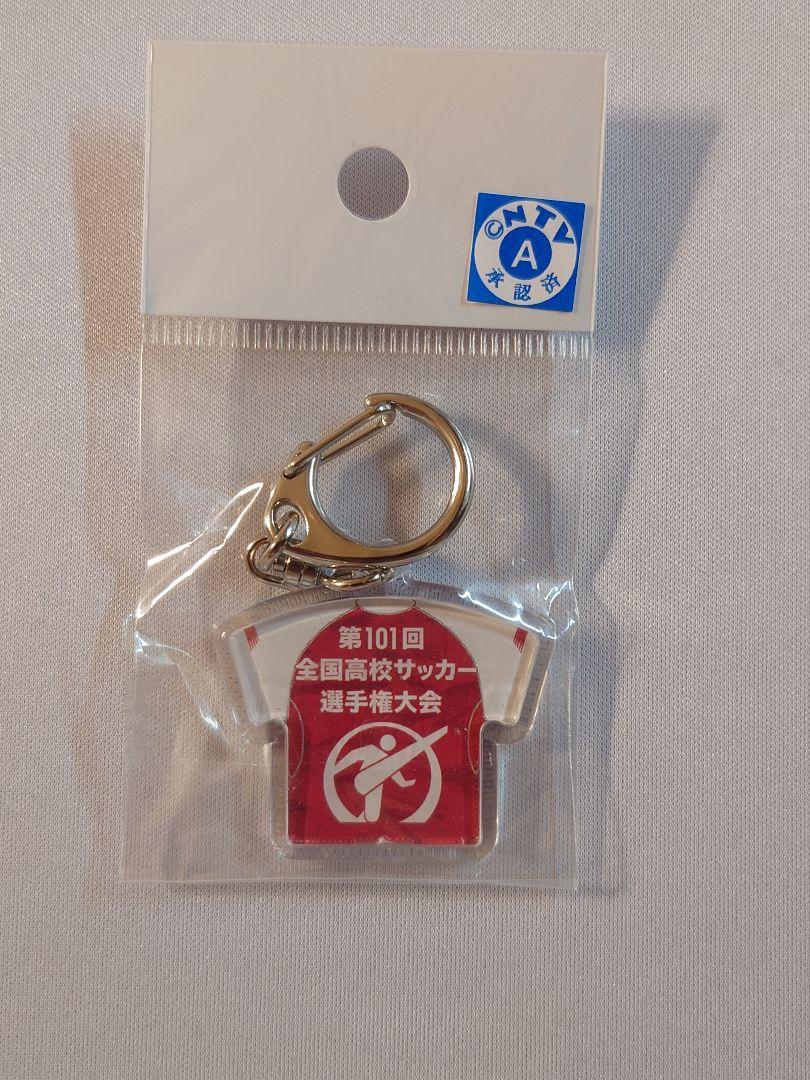 ©NTV
A
承認済
第101回
全国高校サッカー
選手権大会